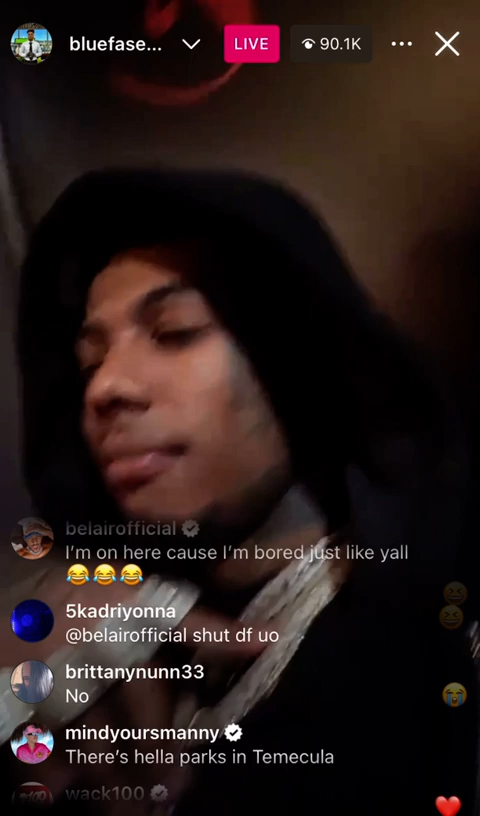 bluefase...
LIVE
90.1K
belairofficial
I'm on here cause I'm bored just like yall
😂😂😂
5kadriyonna
@belairofficial shut df uo
brittanynunn33
No
mindyoursmanny
There's hella parks in Temecula
wack100